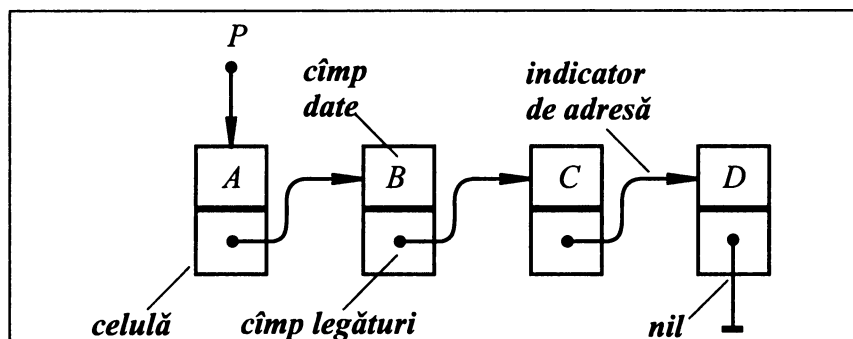 P
cîmp
date
indicator
de adresă
A
B
C
D
celulă
cîmp legături
nil